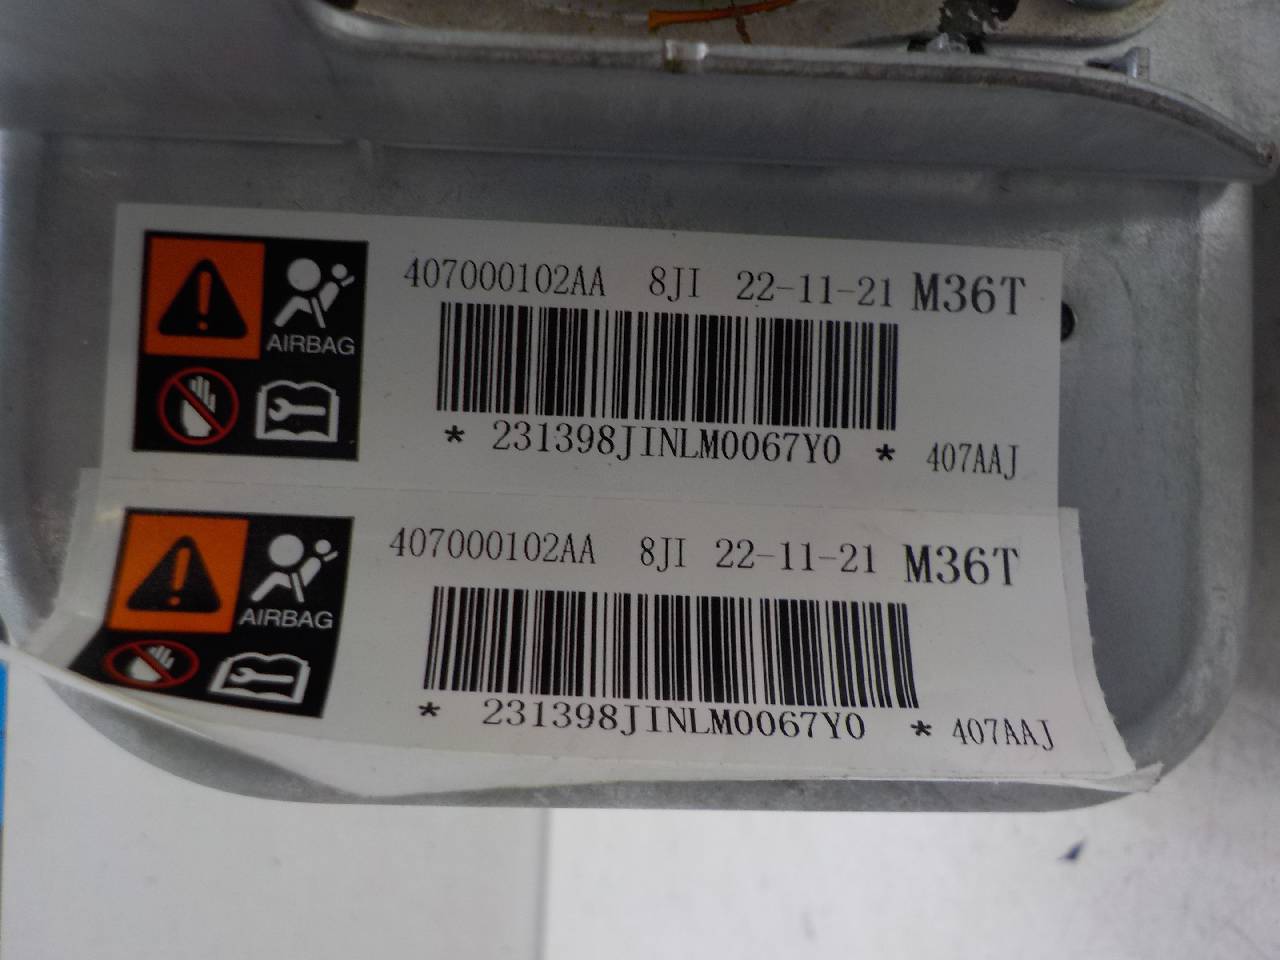 407000102AA 8JI 22-11-21 M36T
AIRBAG
* 231398JINLM0067Y0 * 407AAJ
407000102AA 8JI 22-11-21 M36T
AIRBAG
* 231398JINLM0067Y0 * 407AAJ